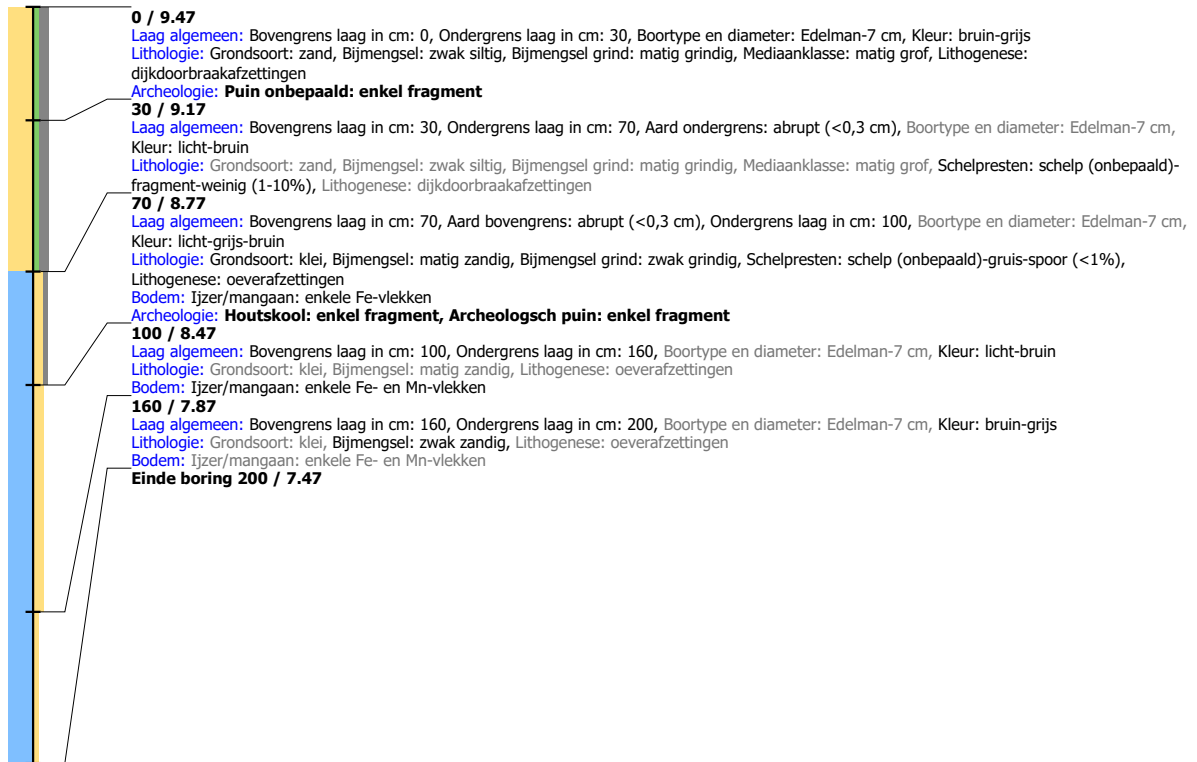 0 / 9.47
Laag algemeen: Bovengrens laag in cm: 0, Ondergrens laag in cm: 30, Boortype en diameter: Edelman-7 cm, Kleur: bruin-grijs
Lithologie: Grondsoort: zand, Bijmengsel: zwak siltig, Bijmengsel grind: matig grindig, Mediaanklasse: matig grof, Lithogenese:
dijkdoorbraakafzettingen
Archeologie: Puin onbepaald: enkel fragment
30 / 9.17
Laag algemeen: Bovengrens laag in cm: 30, Ondergrens laag in cm: 70, Aard ondergrens: abrupt (<0,3 cm), Boortype en diameter: Edelman-7 cm,
Kleur: licht-bruin
Lithologie: Grondsoort: zand, Bijmengsel: zwak siltig, Bijmengsel grind: matig grindig, Mediaanklasse: matig grof, Schelpresten: schelp (onbepaald)-
fragment-weinig (1-10%), Lithogenese: dijkdoorbraakafzettingen
70 / 8.77
Laag algemeen: Bovengrens laag in cm: 70, Aard bovengrens: abrupt (<0,3 cm), Ondergrens laag in cm: 100, Boortype en diameter: Edelman-7 cm,
Kleur: licht-grijs-bruin
Lithologie: Grondsoort: klei, Bijmengsel: matig zandig, Bijmengsel grind: zwak grindig, Schelpresten: schelp (onbepaald)-gruis-spoor (<1%),
Lithogenese: oeverafzettingen
Bodem: Ijzer/mangaan: enkele Fe-vlekken
Archeologie: Houtskool: enkel fragment, Archeologsch puin: enkel fragment
100 / 8.47
Laag algemeen: Bovengrens laag in cm: 100, Ondergrens laag in cm: 160, Boortype en diameter: Edelman-7 cm, Kleur: licht-bruin
Lithologie: Grondsoort: klei, Bijmengsel: matig zandig, Lithogenese: oeverafzettingen
Bodem: Ijzer/mangaan: enkele Fe- en Mn-vlekken
160 / 7.87
Laag algemeen: Bovengrens laag in cm: 160, Ondergrens laag in cm: 200, Boortype en diameter: Edelman-7 cm, Kleur: bruin-grijs
Lithologie: Grondsoort: klei, Bijmengsel: zwak zandig, Lithogenese: oeverafzettingen
Bodem: Ijzer/mangaan: enkele Fe- en Mn-vlekken
Einde boring 200 / 7.47